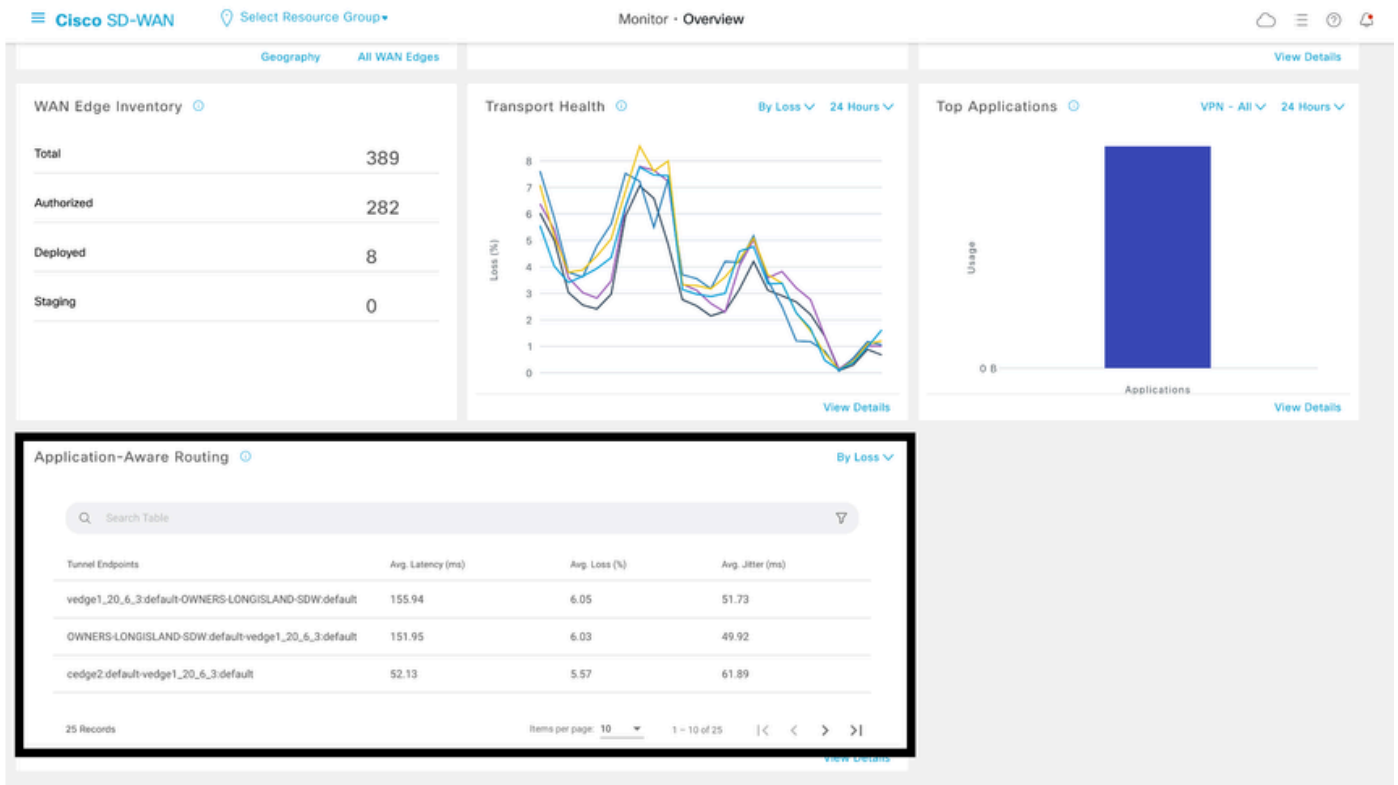 Cisco SD-WAN
Select Resource Group
Monitor · Overview
Geography All WAN Edges
View Details
WAN Edge Inventory
Total 389
Authorized 282
Deployed 8
Staging 0
Transport Health By Loss 24 Hours
Loss (%)
8
7
6
5
4
3
2
1
0
View Details
Top Applications VPN - All 24 Hours
Usage
0 B
Applications
View Details
Application-Aware Routing By Loss
Search Table
Tunnel Endpoints Avg. Latency (ms) Avg. Loss (%) Avg. Jitter (ms)
vedge1_20_6_3:default-OWNERS-LONGISLAND-SDW:default 155.94 6.05 51.73
OWNERS-LONGISLAND-SDW:default-vedge1_20_6_3:default 151.95 6.03 49.92
cedge2:default-vedge1_20_6_3:default 52.13 5.57 61.89
25 Records Items per page: 10 1 – 10 of 25
View Details